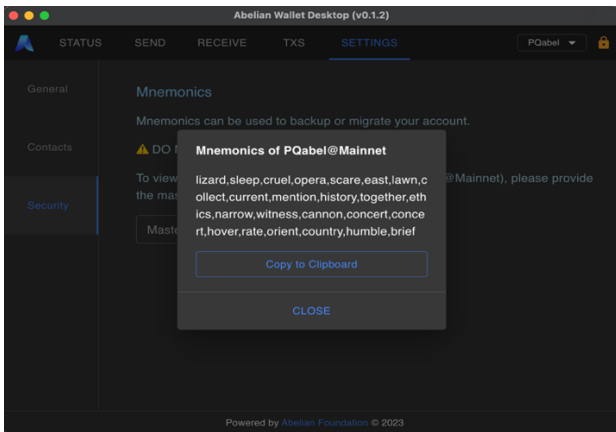 Abelian Wallet Desktop (v0.1.2)
STATUS SEND RECEIVE TXS SETTINGS PQabel
General
Contacts
Security
Mnemonics
Mnemonics can be used to backup or migrate your account.
DO
To view @Mainnet), please provide
the mas
Maste
Mnemonics of PQabel@Mainnet
lizard,sleep,cruel,opera,scare,east,lawn,c
ollect,current,mention,history,together,eth
ics,narrow,witness,cannon,concert,conce
rt,hover,rate,orient,country,humble,brief
Copy to Clipboard
CLOSE
Powered by Abelian Foundation © 2023